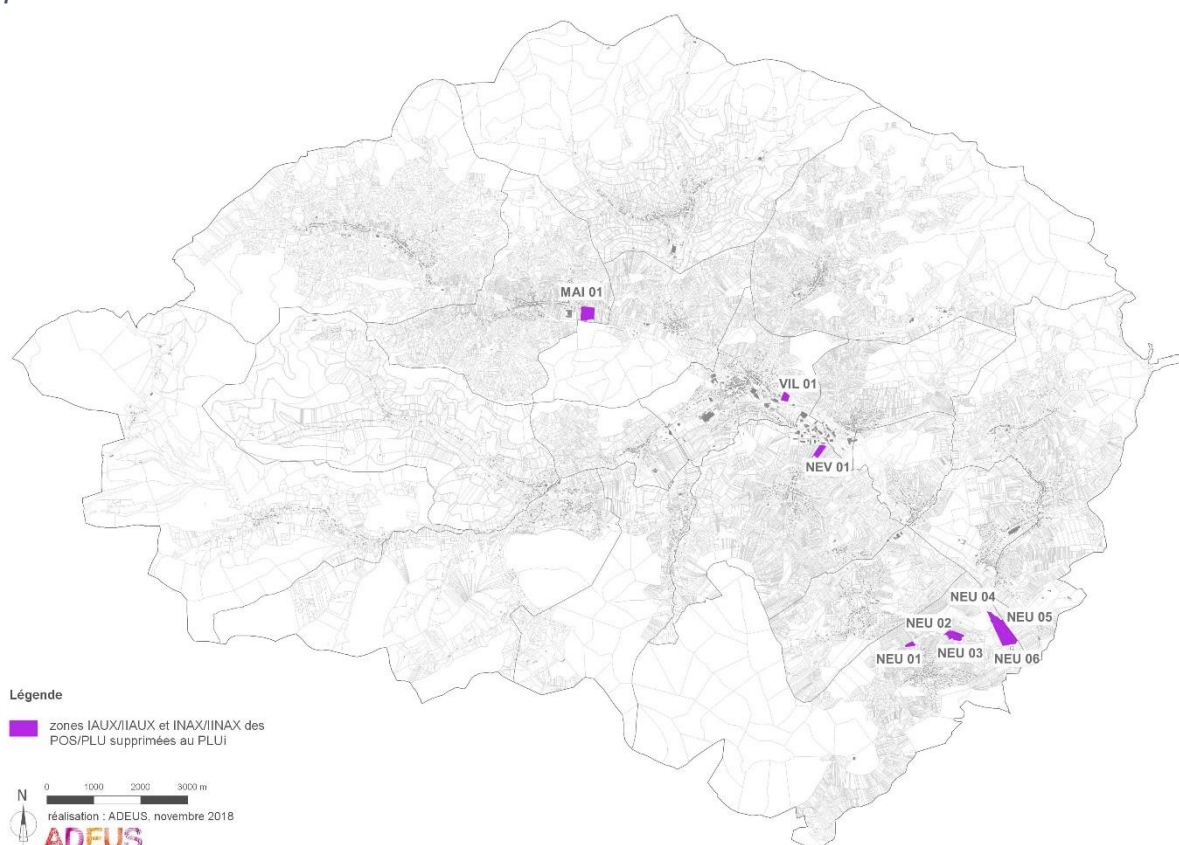 MAI 01
VIL 01
NEV 01
NEU 04
NEU 02
NEU 05
NEU 01
NEU 03
NEU 06
Légende
zones IAUX/IIAUX et INAX/IINAX des
POS/PLU supprimées au PLUi
N
0 1000 2000 3000 m
réalisation : ADEUS, novembre 2018
ADEUS